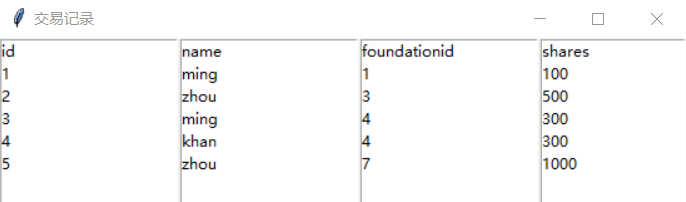 交易记录
id name foundationid shares
1 ming 1 100
2 zhou 3 500
3 ming 4 300
4 khan 4 300
5 zhou 7 1000